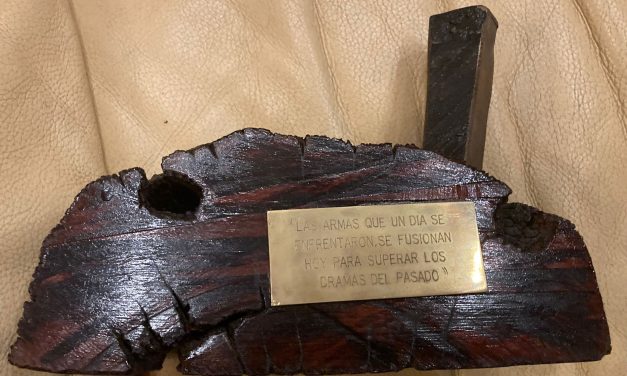 "LAS ARMAS QUE UN DIA SE
ENFRENTARON, SE FUSIONAN
HOY PARA SUPERAR LOS
DRAMAS DEL PASADO"